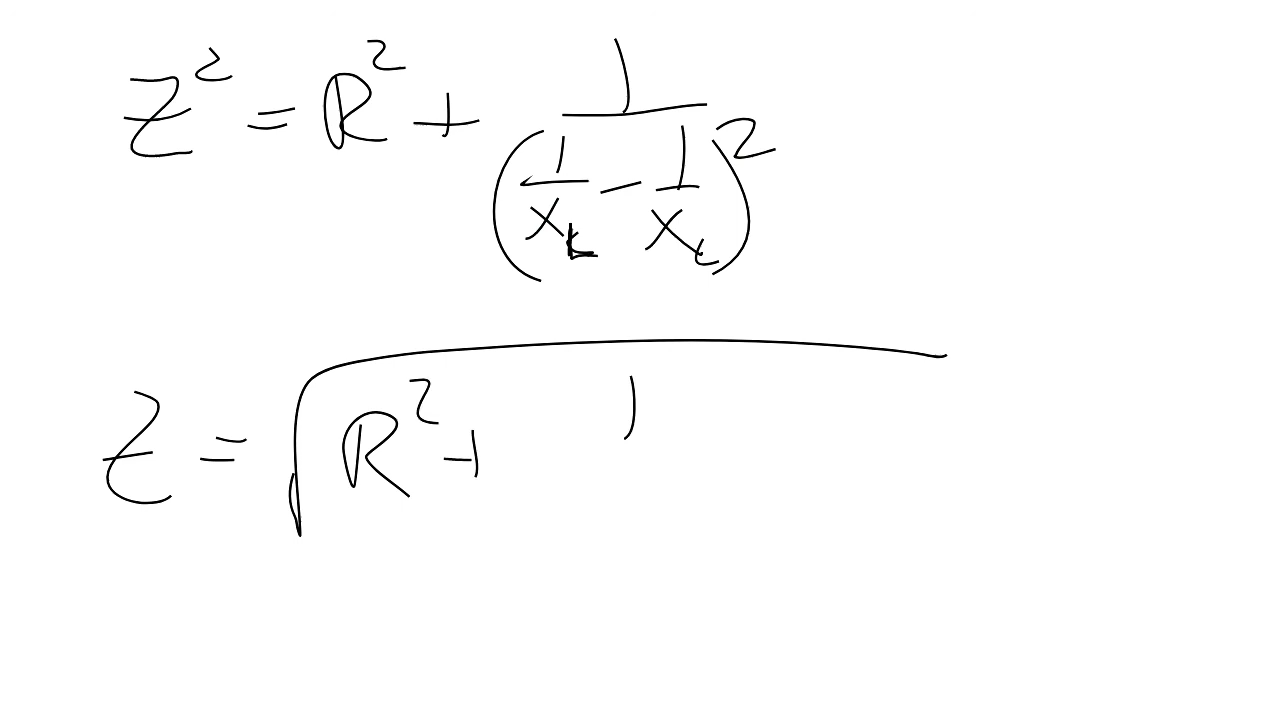 Z² = R² + 1/(1/X_L - 1/X_C)²
Z = √(R² + 1